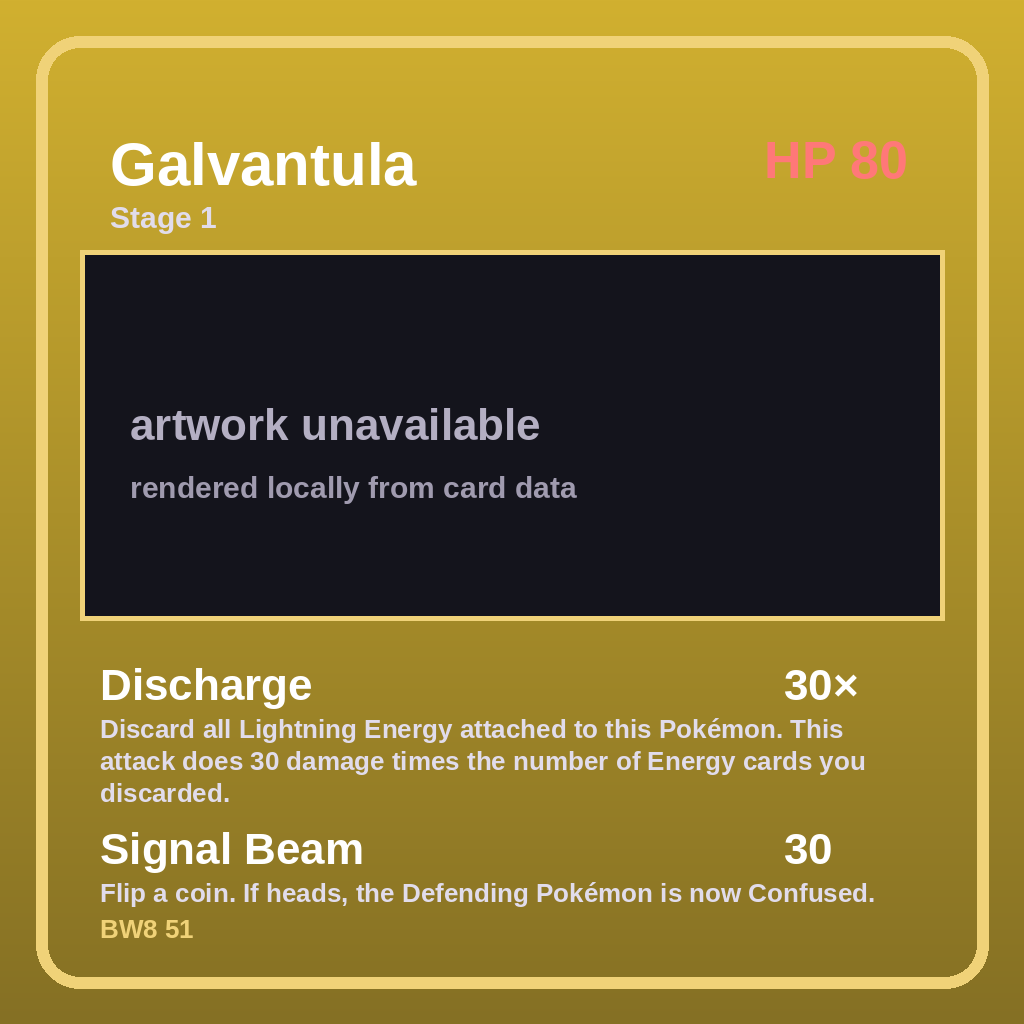 Galvantula
HP 80
Stage 1
artwork unavailable
rendered locally from card data
Discharge
30×
Discard all Lightning Energy attached to this Pokémon. This
attack does 30 damage times the number of Energy cards you
discarded.
Signal Beam
30
Flip a coin. If heads, the Defending Pokémon is now Confused.
BW8 51